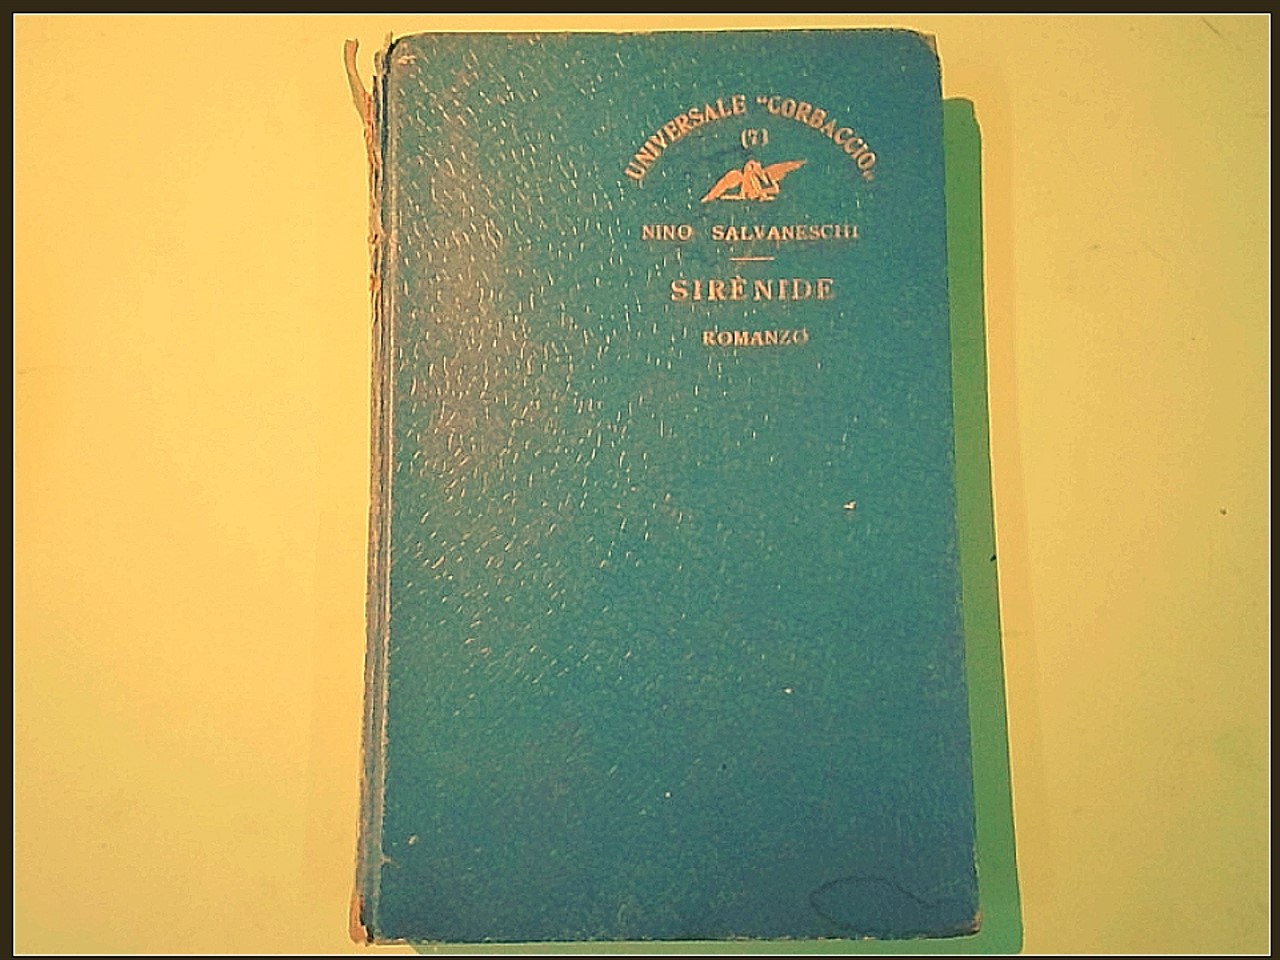 UNIVERSALE "CORBACCIO„
(7)
NINO SALVANESCHI
SIRÈNIDE
ROMANZO